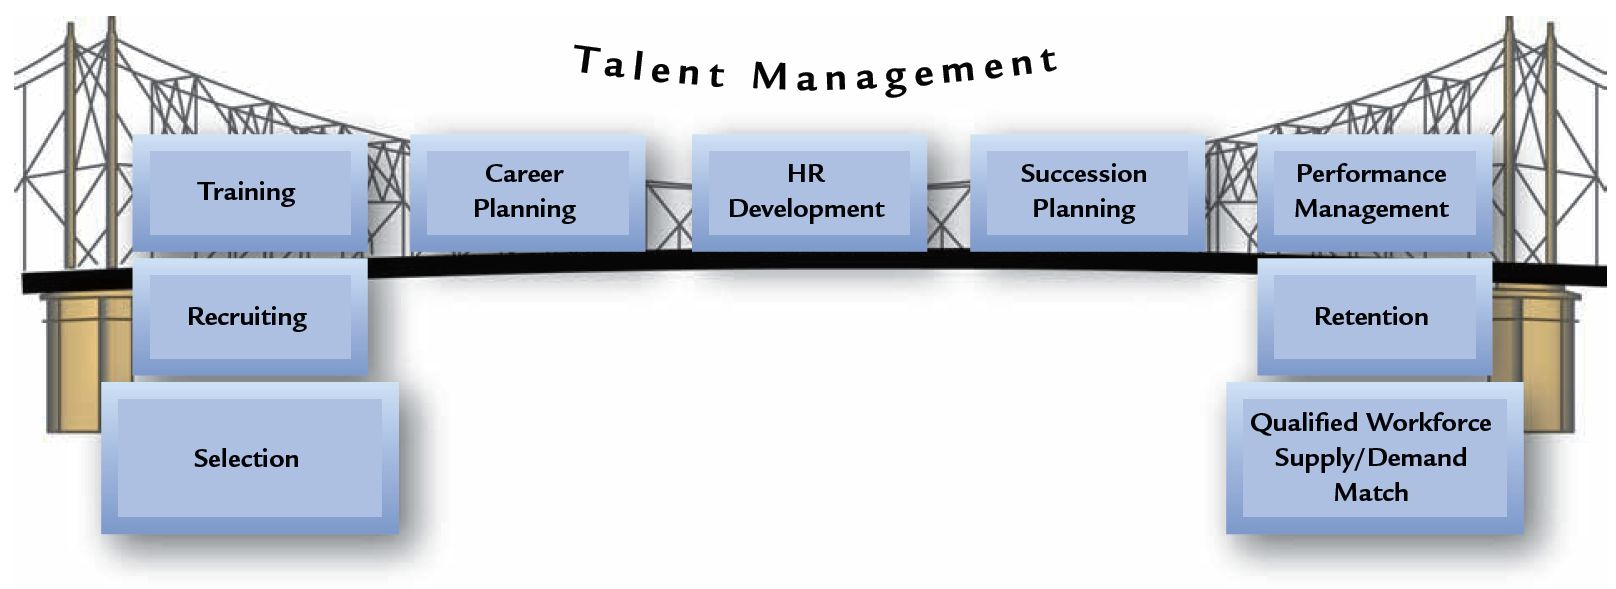 Talent Management
Training
Career
Planning
HR
Development
Succession
Planning
Performance
Management
Recruiting
Retention
Selection
Qualified Workforce
Supply/Demand
Match